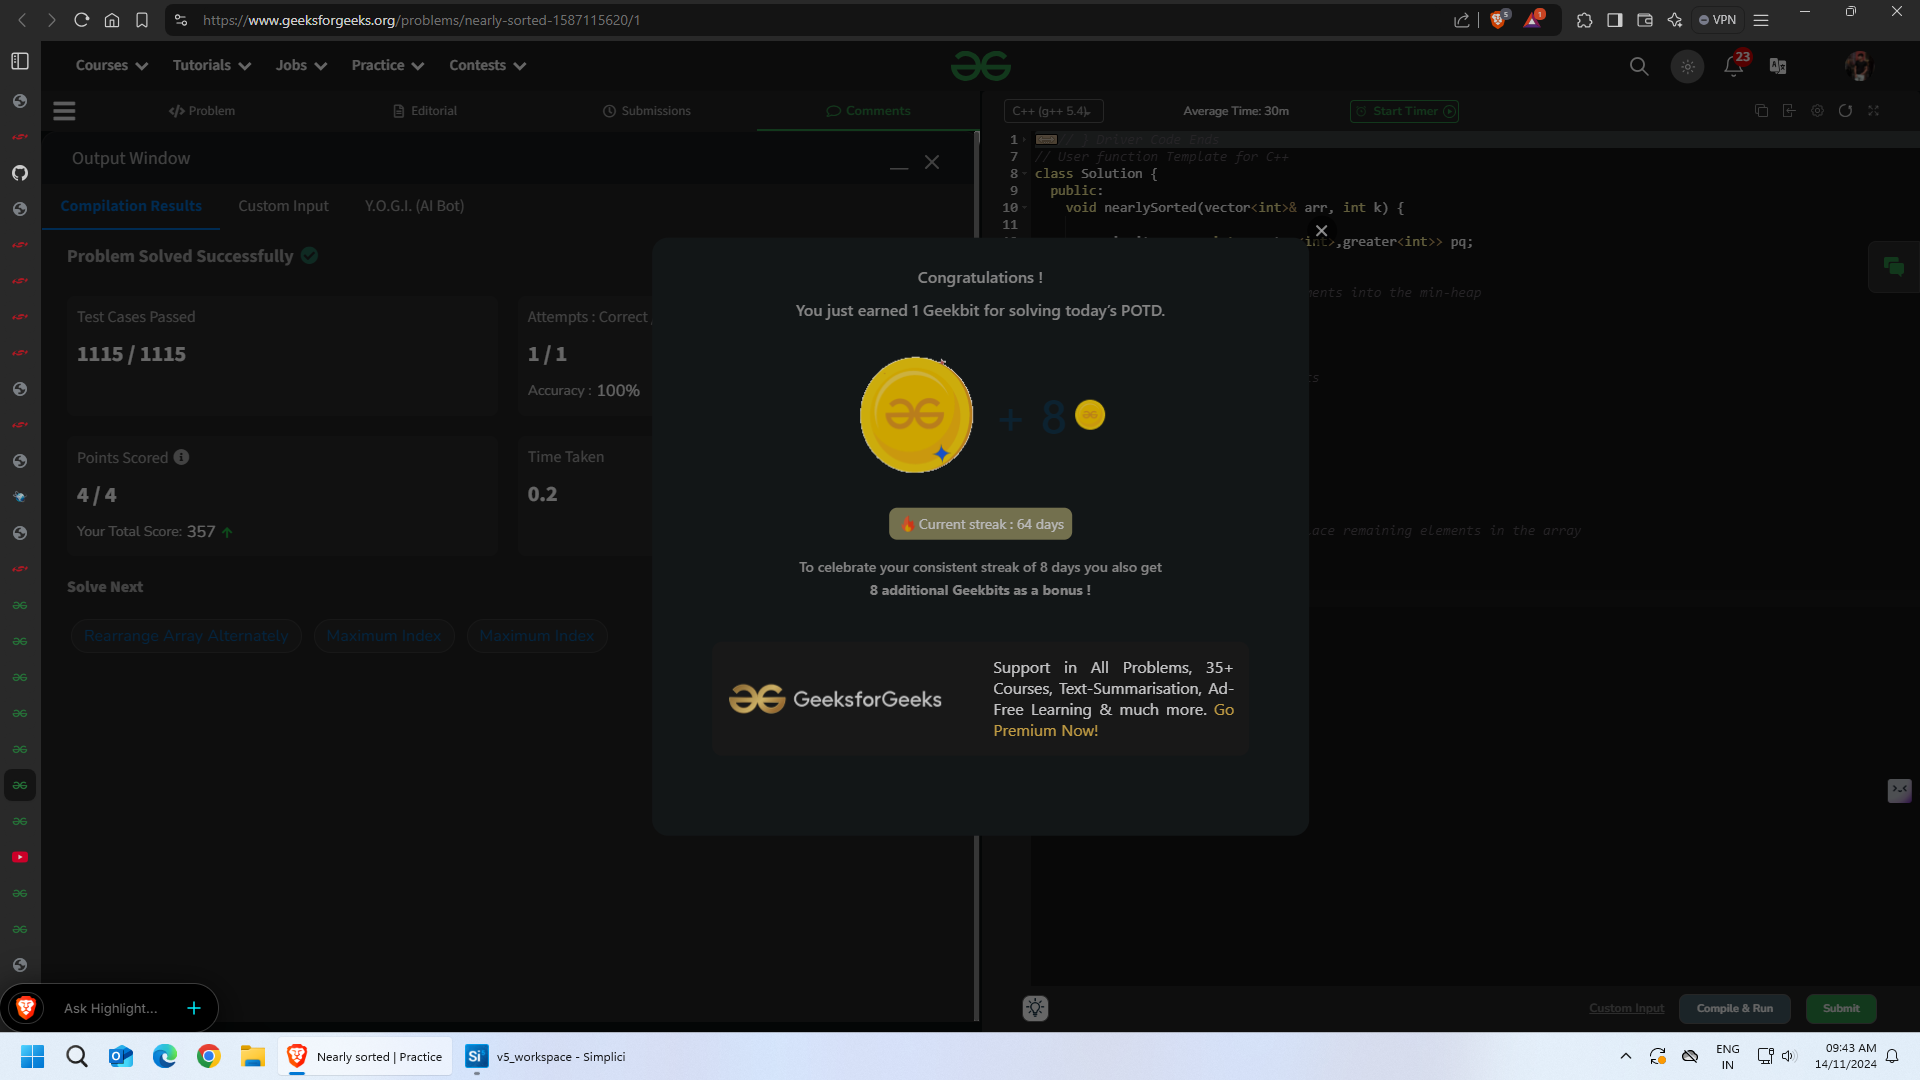 https://www.geeksforgeeks.org/problems/nearly-sorted-1587115620/1
5
1
VPN
Courses
Tutorials
Jobs
Practice
Contests
23
Problem
Editorial
Submissions
Comments
C++ (g++ 5.4)
Average Time: 30m
Start Timer
Output Window
Compilation Results
Custom Input
Y.O.G.I. (AI Bot)
Problem Solved Successfully
Test Cases Passed
1115 / 1115
Attempts : Correct
1 / 1
Accuracy : 100%
Points Scored
4 / 4
Your Total Score: 357
Time Taken
0.2
Solve Next
Rearrange Array Alternately
Maximum Index
Maximum Index
1 // } Driver Code Ends
7 // User function Template for C++
8 class Solution {
9 public:
10 void nearlySorted(vector<int>& arr, int k) {
11
<int>,greater<int>> pq;
ents into the min-heap
ts
ace remaining elements in the array
Congratulations !
You just earned 1 Geekbit for solving today's POTD.
+ 8
Current streak : 64 days
To celebrate your consistent streak of 8 days you also get
8 additional Geekbits as a bonus !
GeeksforGeeks
Support in All Problems, 35+
Courses, Text-Summarisation, Ad-
Free Learning & much more. Go
Premium Now!
Custom Input
Compile & Run
Submit
Ask Highlight...
Nearly sorted | Practice
Si
v5_workspace - Simplici
ENG
IN
09:43 AM
14/11/2024